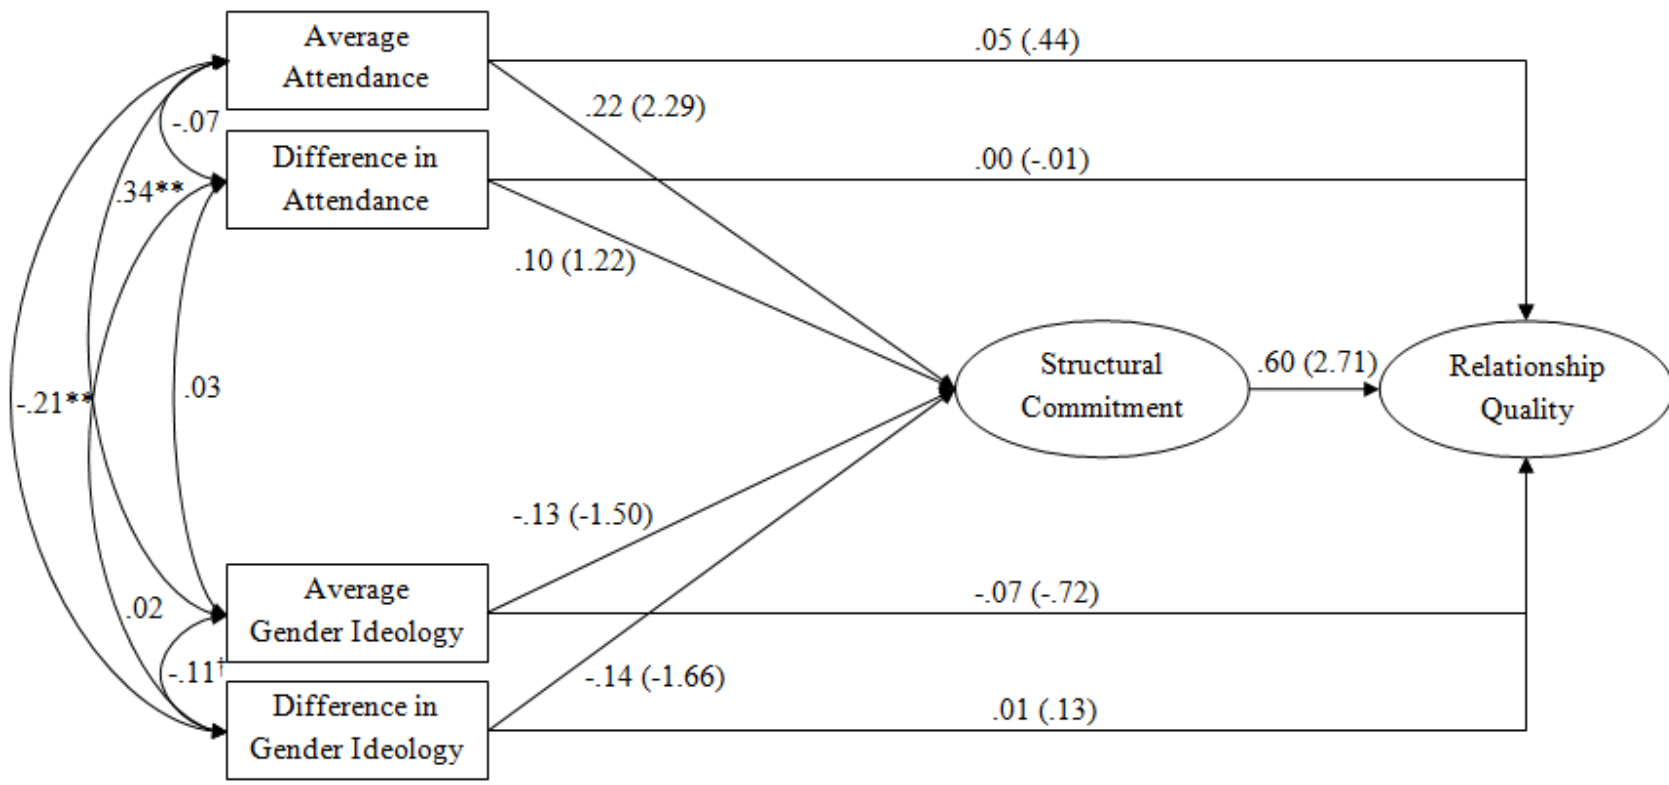 Average
Attendance
.05 (.44)
.22 (2.29)
-.07
Difference in
Attendance
.00 (-.01)
.34**
.10 (1.22)
Structural
Commitment
.60 (2.71)
Relationship
Quality
-.21**
.03
-.13 (-1.50)
Average
Gender Ideology
-.07 (-.72)
.02
-.11†
-.14 (-1.66)
Difference in
Gender Ideology
.01 (.13)